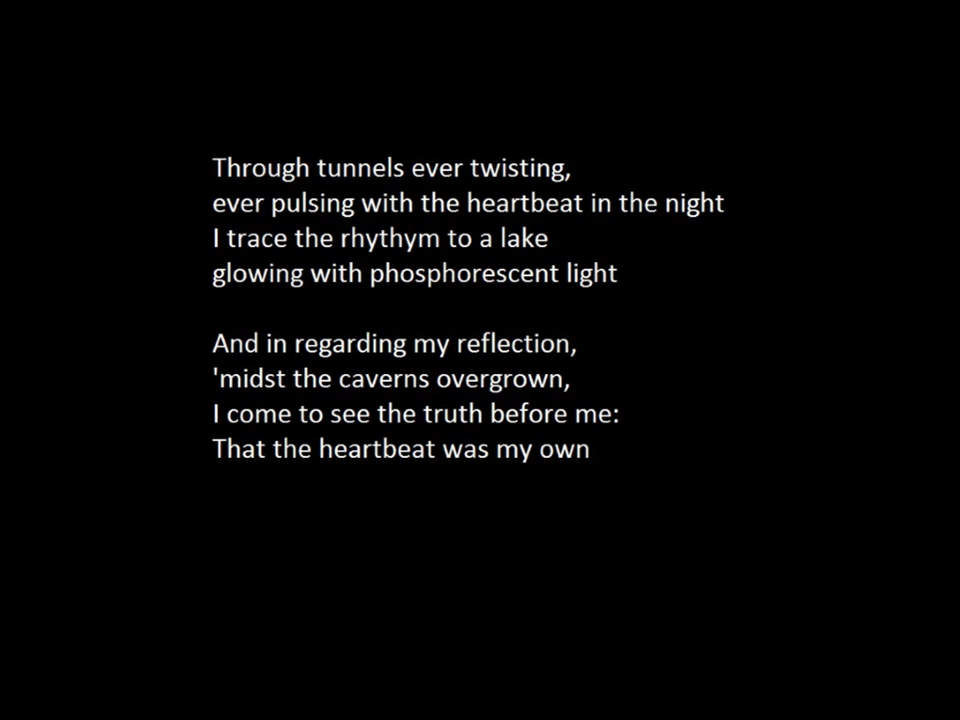 Through tunnels ever twisting,
ever pulsing with the heartbeat in the night
I trace the rhythym to a lake
glowing with phosphorescent light
And in regarding my reflection,
'midst the caverns overgrown,
I come to see the truth before me:
That the heartbeat was my own